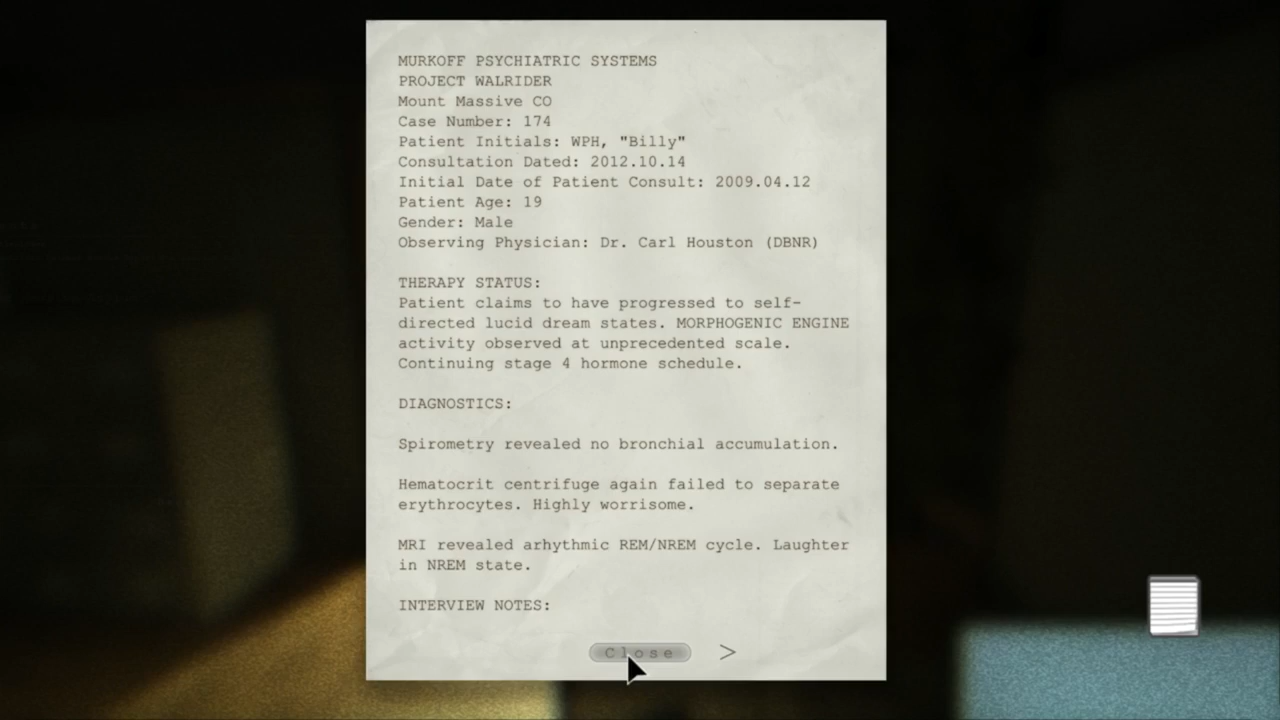 MURKOFF PSYCHIATRIC SYSTEMS
PROJECT WALRIDER
Mount Massive CO
Case Number: 174
Patient Initials: WPH, "Billy"
Consultation Dated: 2012.10.14
Initial Date of Patient Consult: 2009.04.12
Patient Age: 19
Gender: Male
Observing Physician: Dr. Carl Houston (DBNR)
THERAPY STATUS:
Patient claims to have progressed to self-
directed lucid dream states. MORPHOGENIC ENGINE
activity observed at unprecedented scale.
Continuing stage 4 hormone schedule.
DIAGNOSTICS:
Spirometry revealed no bronchial accumulation.
Hematocrit centrifuge again failed to separate
erythrocytes. Highly worrisome.
MRI revealed arhythmic REM/NREM cycle. Laughter
in NREM state.
INTERVIEW NOTES:
Close >